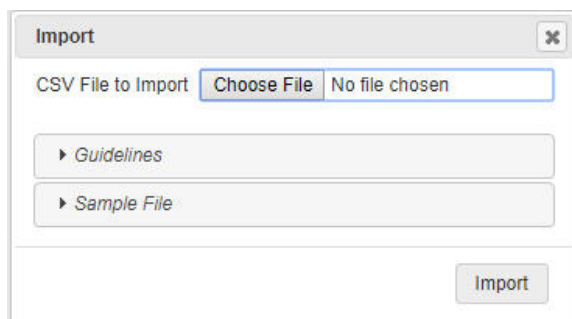 Import
CSV File to Import Choose File No file chosen
Guidelines
Sample File
Import